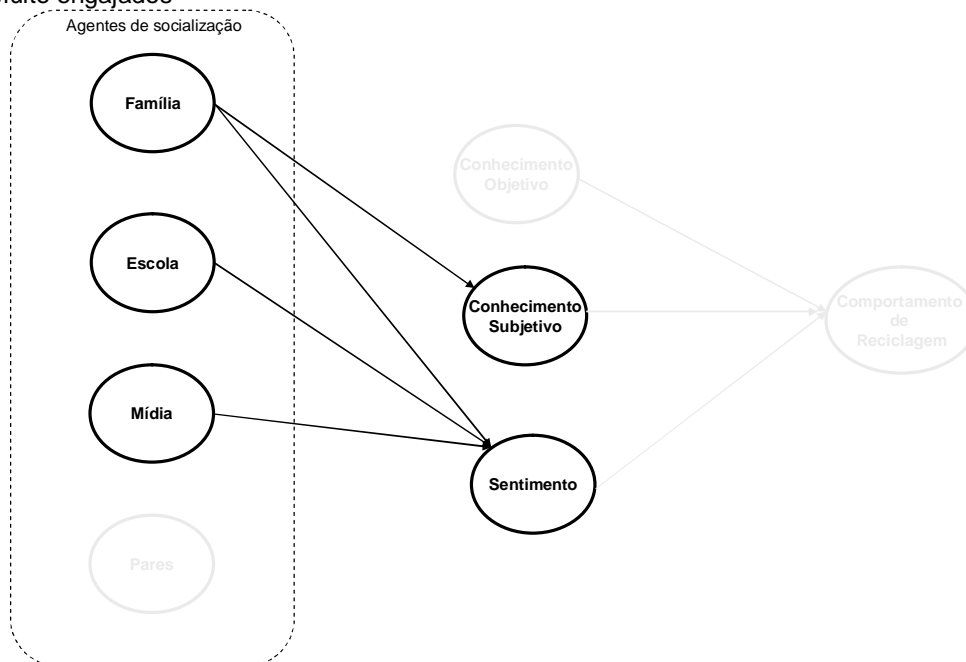 Agentes de socialização
Família
Conhecimento
Objetivo
Escola
Conhecimento
Subjetivo
Comportamento
de
Reciclagem
Mídia
Sentimento
Pares